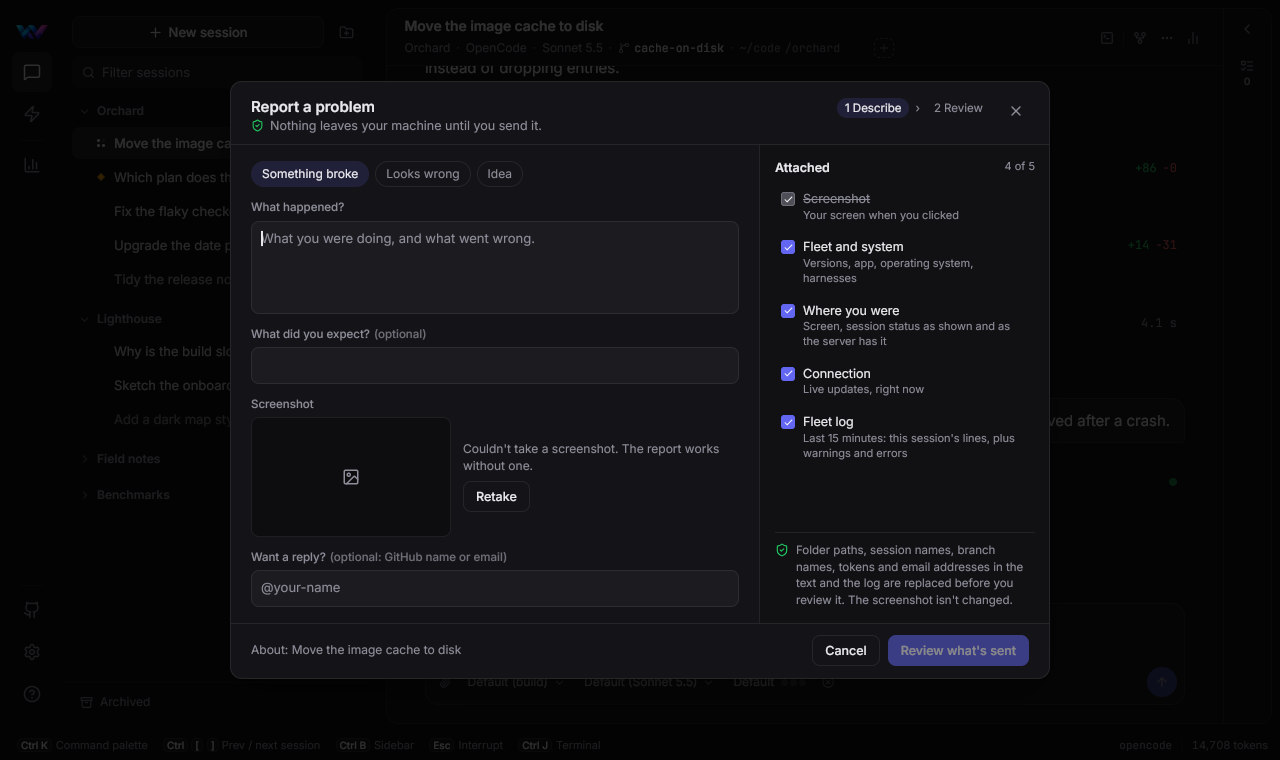 New session
Filter sessions
Orchard
Move the image ca
Which plan does th
Fix the flaky check
Upgrade the date p
Tidy the release no
Lighthouse
Why is the build slo
Sketch the onboard
Add a dark map sty
Field notes
Benchmarks
Archived
Move the image cache to disk
Orchard · OpenCode · Sonnet 5.5 · cache-on-disk · ~/code/orchard
instead of dropping entries.
0
+86 -0
+14 -31
4.1 s
ved after a crash.
Report a problem
Nothing leaves your machine until you send it.
1 Describe › 2 Review
Something broke
Looks wrong
Idea
What happened?
What you were doing, and what went wrong.
What did you expect? (optional)
Screenshot
Couldn't take a screenshot. The report works
without one.
Retake
Want a reply? (optional: GitHub name or email)
@your-name
Attached
4 of 5
Screenshot
Your screen when you clicked
Fleet and system
Versions, app, operating system,
harnesses
Where you were
Screen, session status as shown and as
the server has it
Connection
Live updates, right now
Fleet log
Last 15 minutes: this session's lines, plus
warnings and errors
Folder paths, session names, branch
names, tokens and email addresses in the
text and the log are replaced before you
review it. The screenshot isn't changed.
About: Move the image cache to disk
Cancel
Review what's sent
Default (build)
Default (Sonnet 5.5)
Default
Ctrl K Command palette
Ctrl [ ] Prev / next session
Ctrl B Sidebar
Esc Interrupt
Ctrl J Terminal
opencode
14,708 tokens